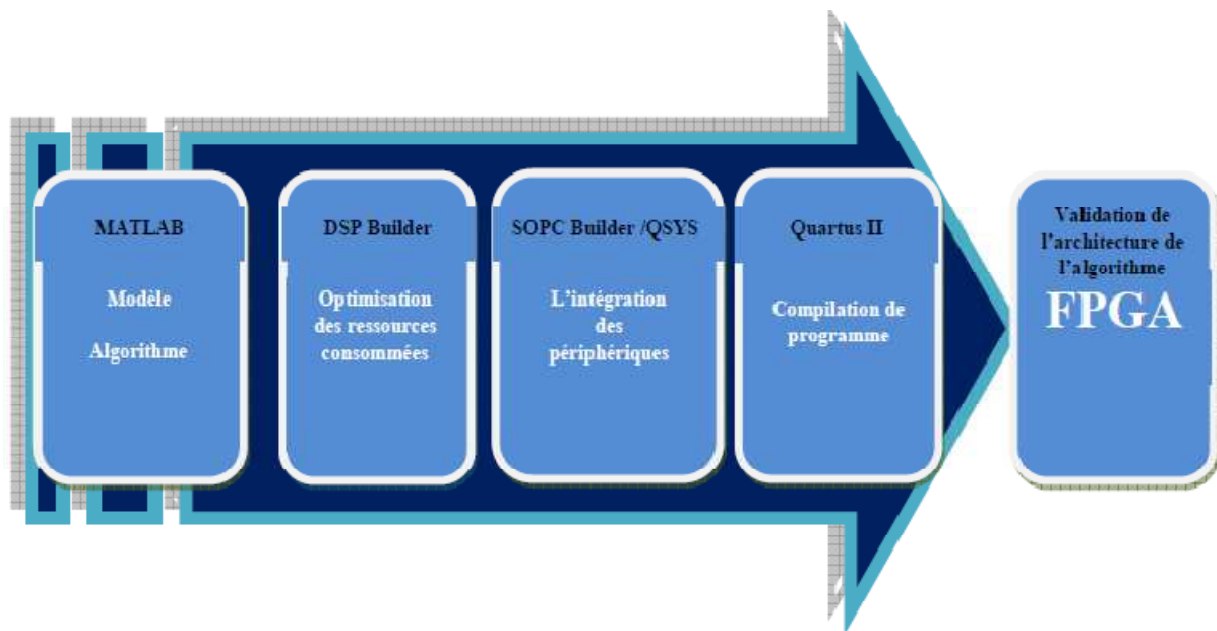 MATLAB
Modèle
Algorithme
DSP Builder
Optimisation
des ressources
consommées
SOPC Builder /QSYS
L'intégration
des
périphériques
Quartus II
Compilation de
programme
Validation de
l'architecture de
l'algorithme
FPGA